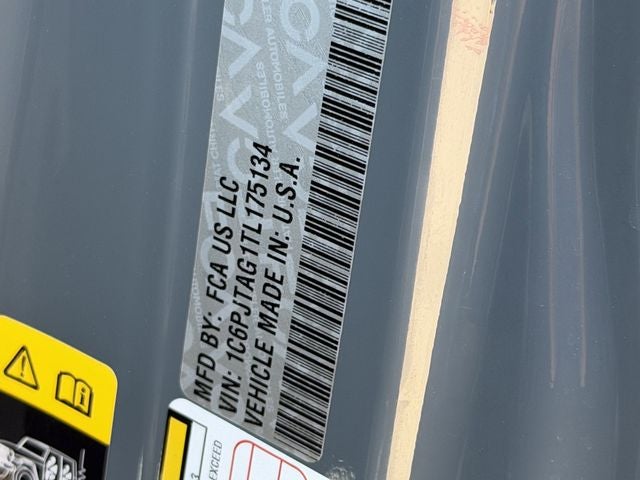 MFD BY: FCA US LLC
VIN: 1C6PJTAG1TL175134
VEHICLE MADE IN: U.S.A.
EXCEED